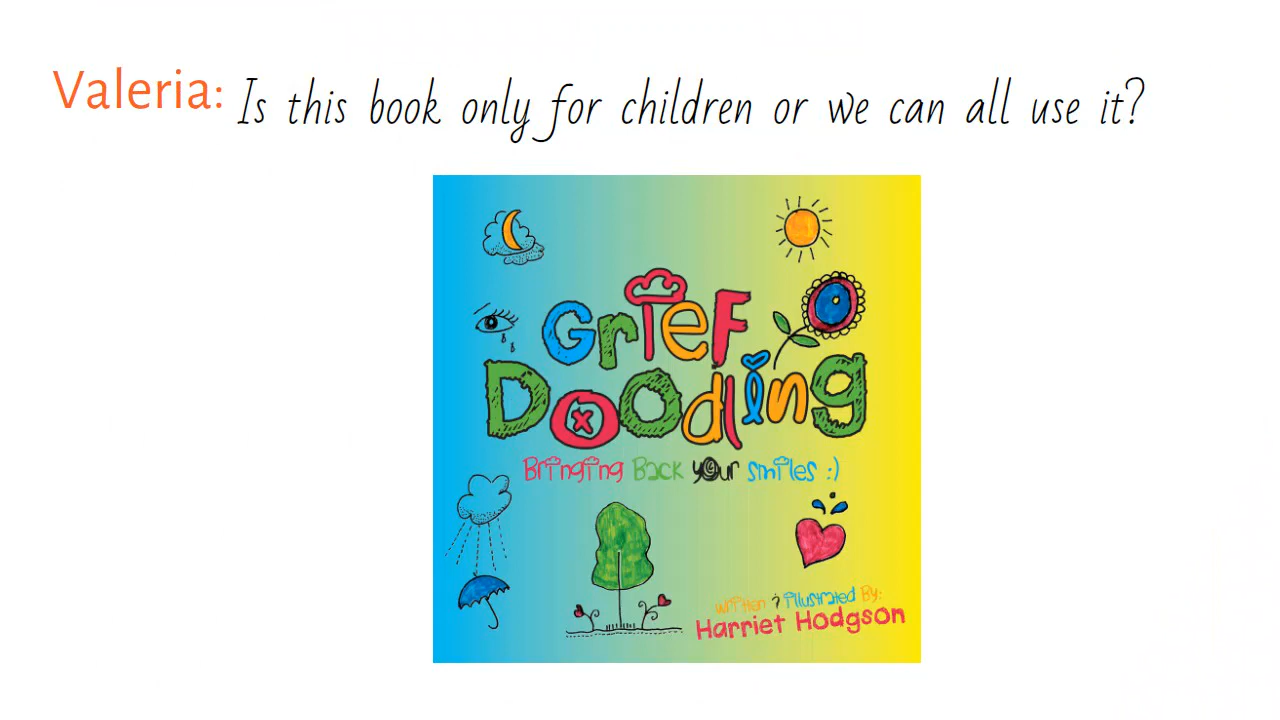 Valeria: Is this book only for children or we can all use it?
Grief
Doodling
Bringing Back your smiles :)
written & illustrated By:
Harriet Hodgson